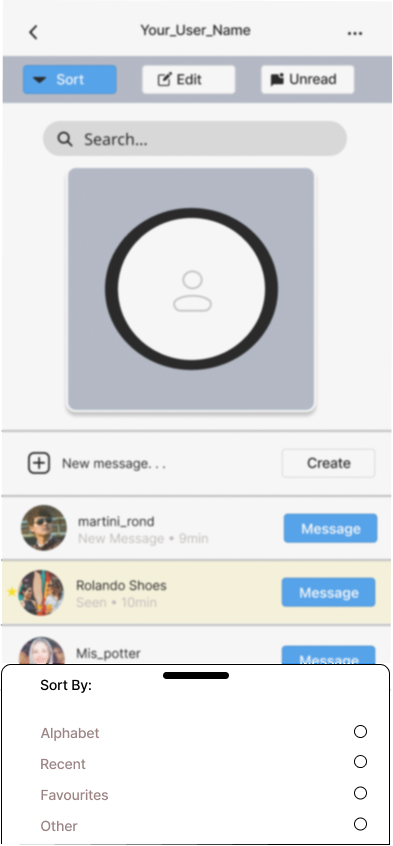 Your_User_Name
Sort
Edit
Unread
Search...
New message. . .
Create
martini_rond
New Message • 9min
Message
Rolando Shoes
Seen • 10min
Message
Mis_potter
Message
Sort By:
Alphabet
Recent
Favourites
Other